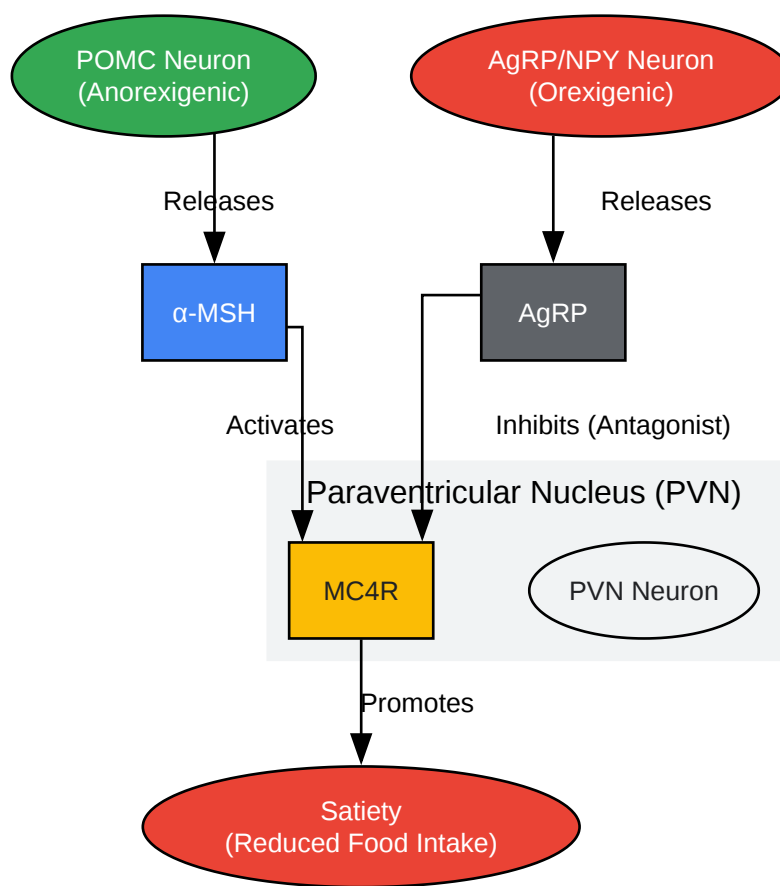 POMC Neuron
(Anorexigenic)
AgRP/NPY Neuron
(Orexigenic)
Releases
Releases
α-MSH
AgRP
Activates
Inhibits (Antagonist)
Paraventricular Nucleus (PVN)
MC4R
PVN Neuron
Promotes
Satiety
(Reduced Food Intake)